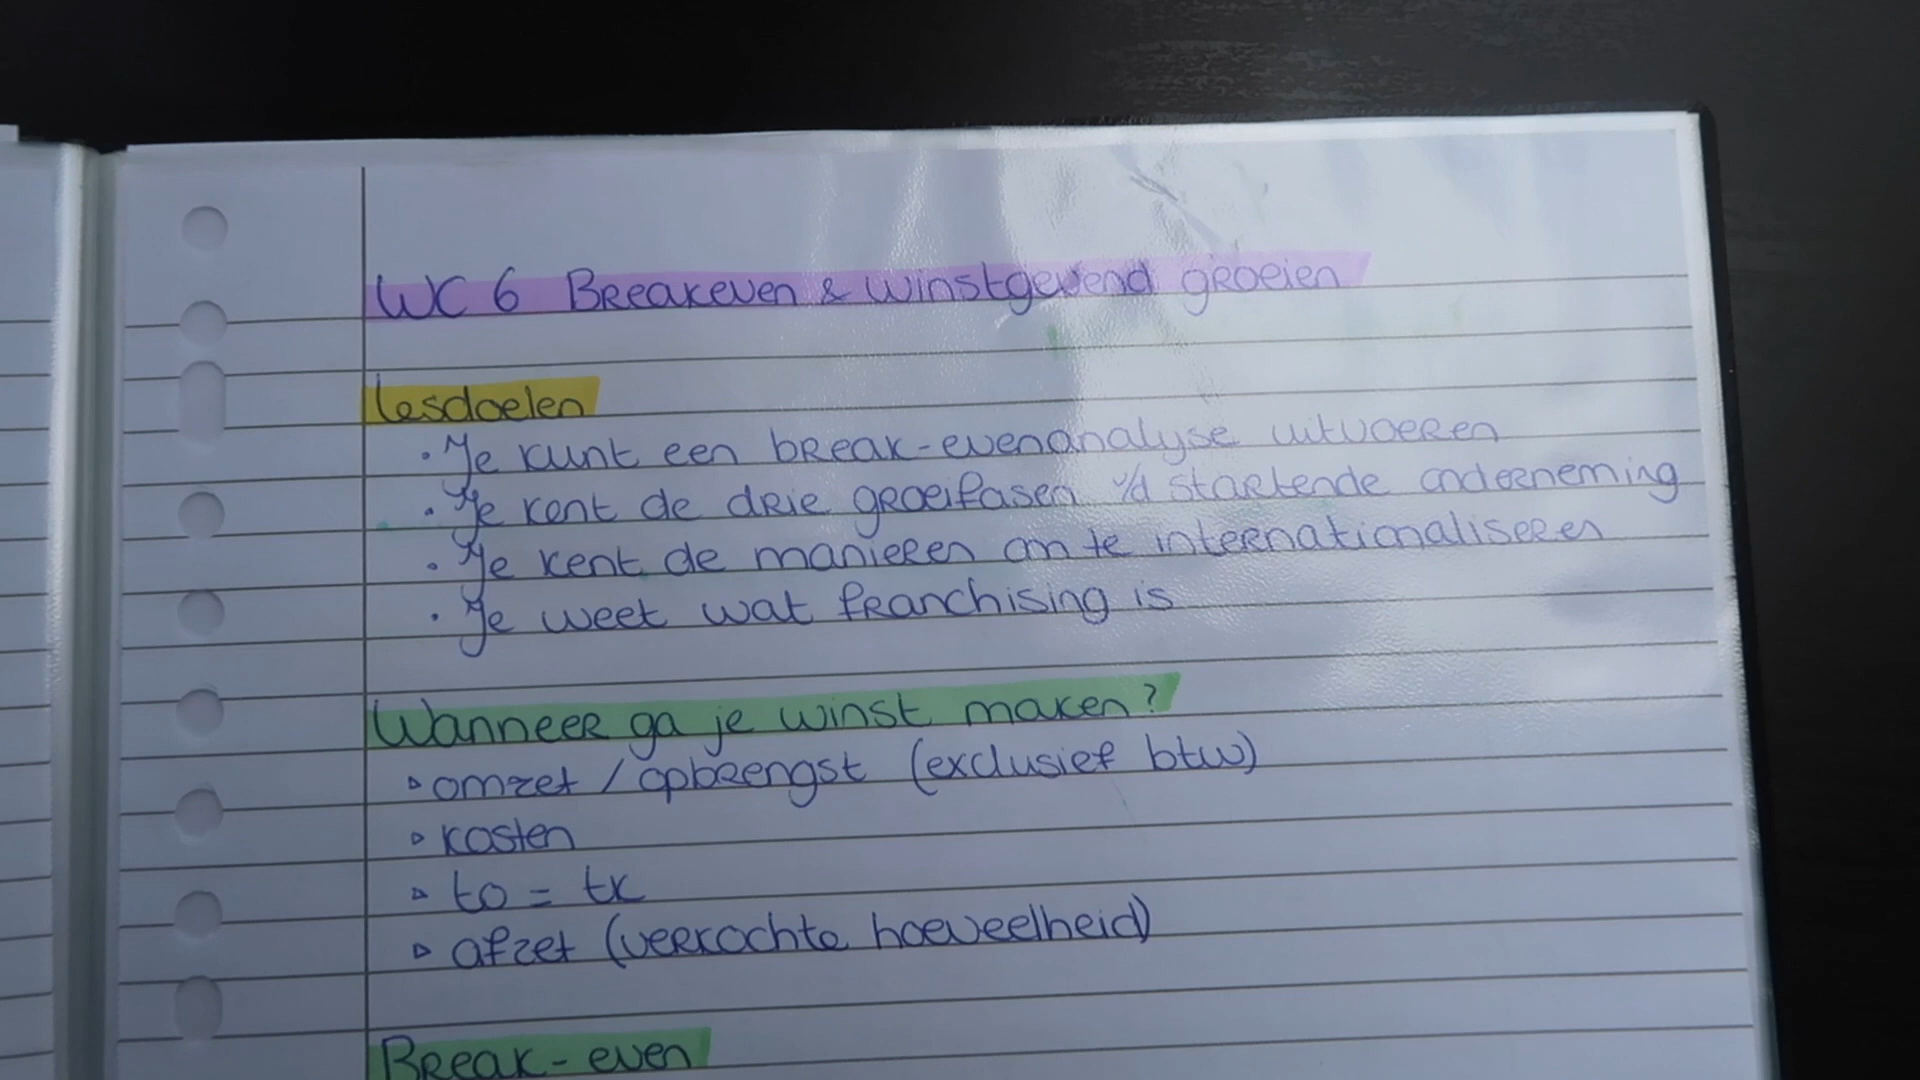 WC 6 Breakeven & winstgevend groeien
lesdoelen
· Je kunt een break-evenanalyse uitvoeren
· Je kent de drie groeifasen v/d startende onderneming
· Je kent de manieren om te internationaliseren
· Je weet wat franchising is
Wanneer ga je winst maken?
▹ omzet / opbrengst (exclusief btw)
▹ kosten
▹ to = tk
▹ afzet (verkochte hoeveelheid)
Break-even